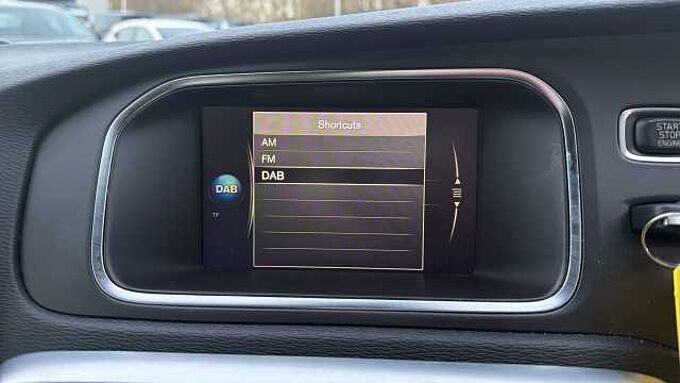 Shortcuts
AM
FM
DAB
DAB
TP
START
STOP
ENGINE